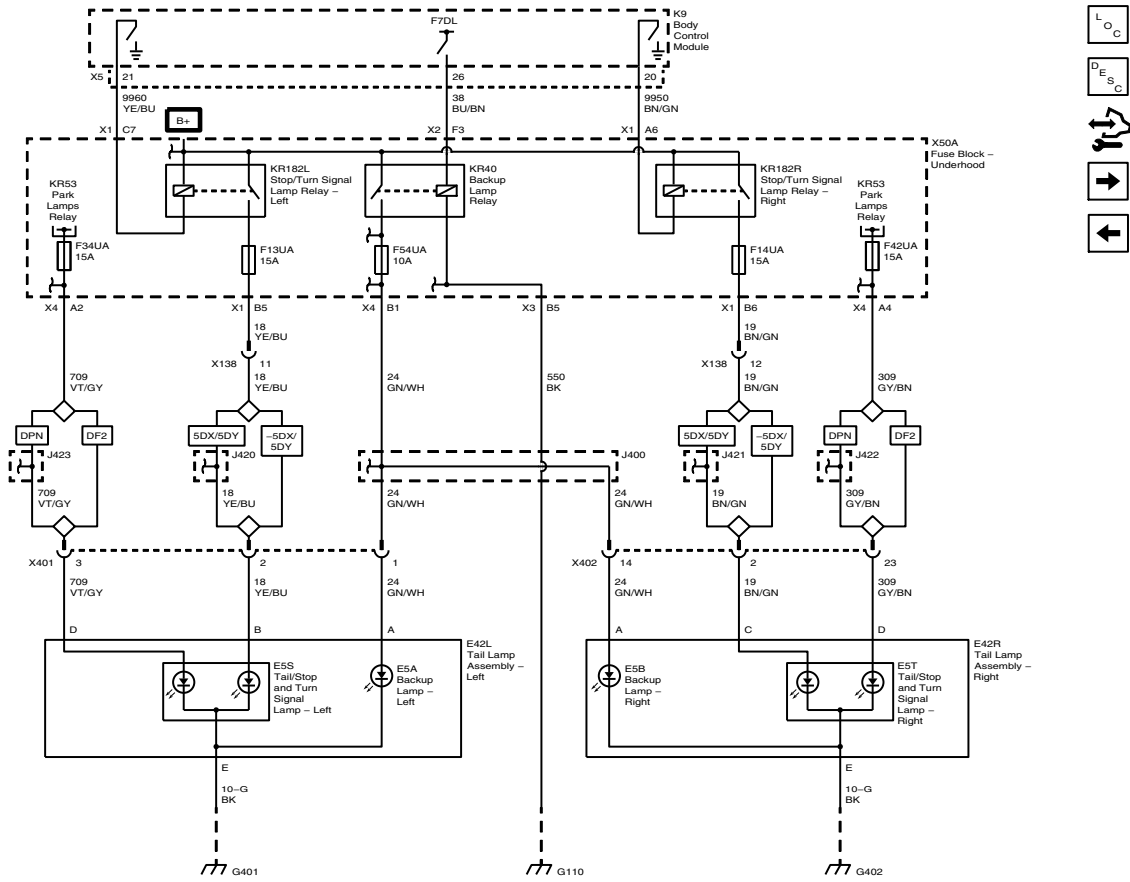 K9
Body
Control
Module
F7DL
X5 21
26
20
9960
YE/BU
38
BU/BN
9950
BN/GN
B+
X1 C7
X2 F3
X1 A6
X50A
Fuse Block –
Underhood
KR53
Park
Lamps
Relay
KR182L
Stop/Turn Signal
Lamp Relay –
Left
KR40
Backup
Lamp
Relay
KR182R
Stop/Turn Signal
Lamp Relay –
Right
KR53
Park
Lamps
Relay
F34UA
15A
F13UA
15A
F54UA
10A
F14UA
15A
F42UA
15A
X4 A2
X1 B5
X4 B1
X3 B5
X1 B6
X4 A4
18
YE/BU
19
BN/GN
X138 11
X138 12
709
VT/GY
18
YE/BU
24
GN/WH
550
BK
19
BN/GN
309
GY/BN
DPN
DF2
5DX/5DY
–5DX/
5DY
5DX/5DY
–5DX/
5DY
DPN
DF2
J423
J420
J400
J421
J422
709
VT/GY
18
YE/BU
24
GN/WH
24
GN/WH
19
BN/GN
309
GY/BN
X401 3
2
1
X402 14
2
23
709
VT/GY
18
YE/BU
24
GN/WH
24
GN/WH
19
BN/GN
309
GY/BN
D
B
A
A
C
D
E42L
Tail Lamp
Assembly –
Left
E42R
Tail Lamp
Assembly –
Right
E5S
Tail/Stop
and Turn
Signal
Lamp – Left
E5A
Backup
Lamp –
Left
E5B
Backup
Lamp –
Right
E5T
Tail/Stop
and Turn
Signal
Lamp –
Right
E
E
10–G
BK
10–G
BK
G401
G110
G402
LOC
DESC